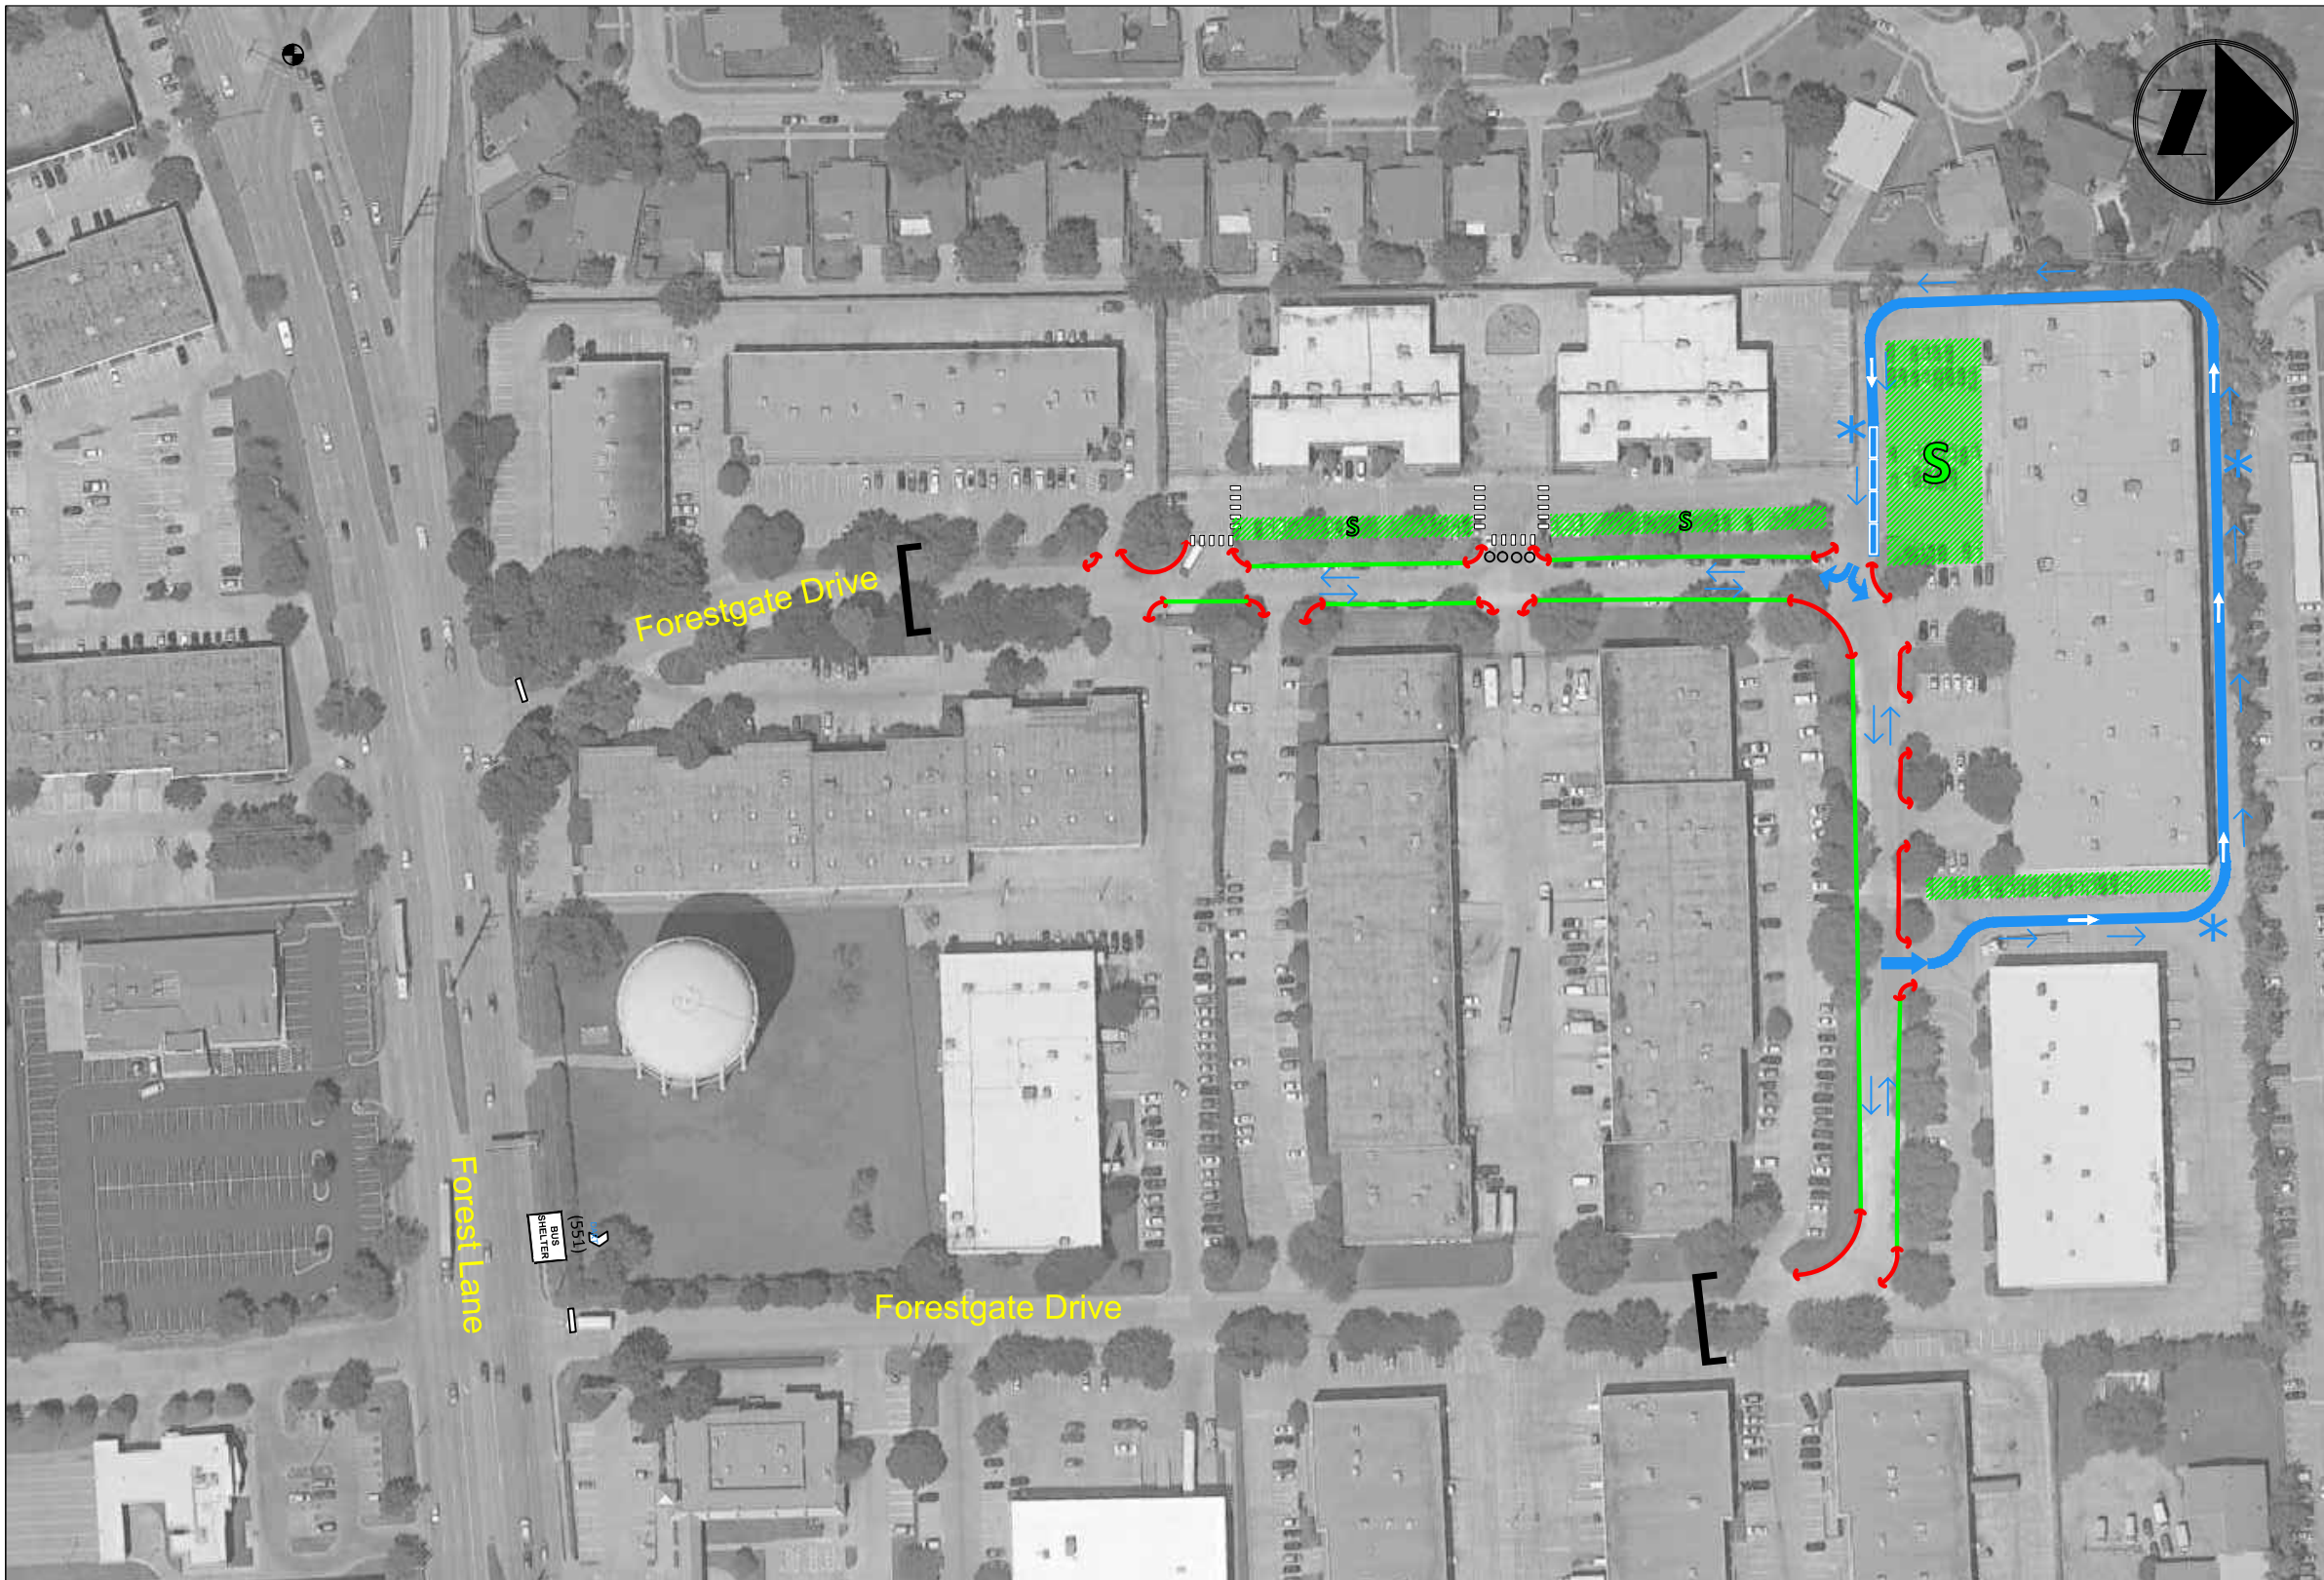 N
S
S
S
Forestgate Drive
Forest Lane
BUS
SHELTER
(551)
Forestgate Drive